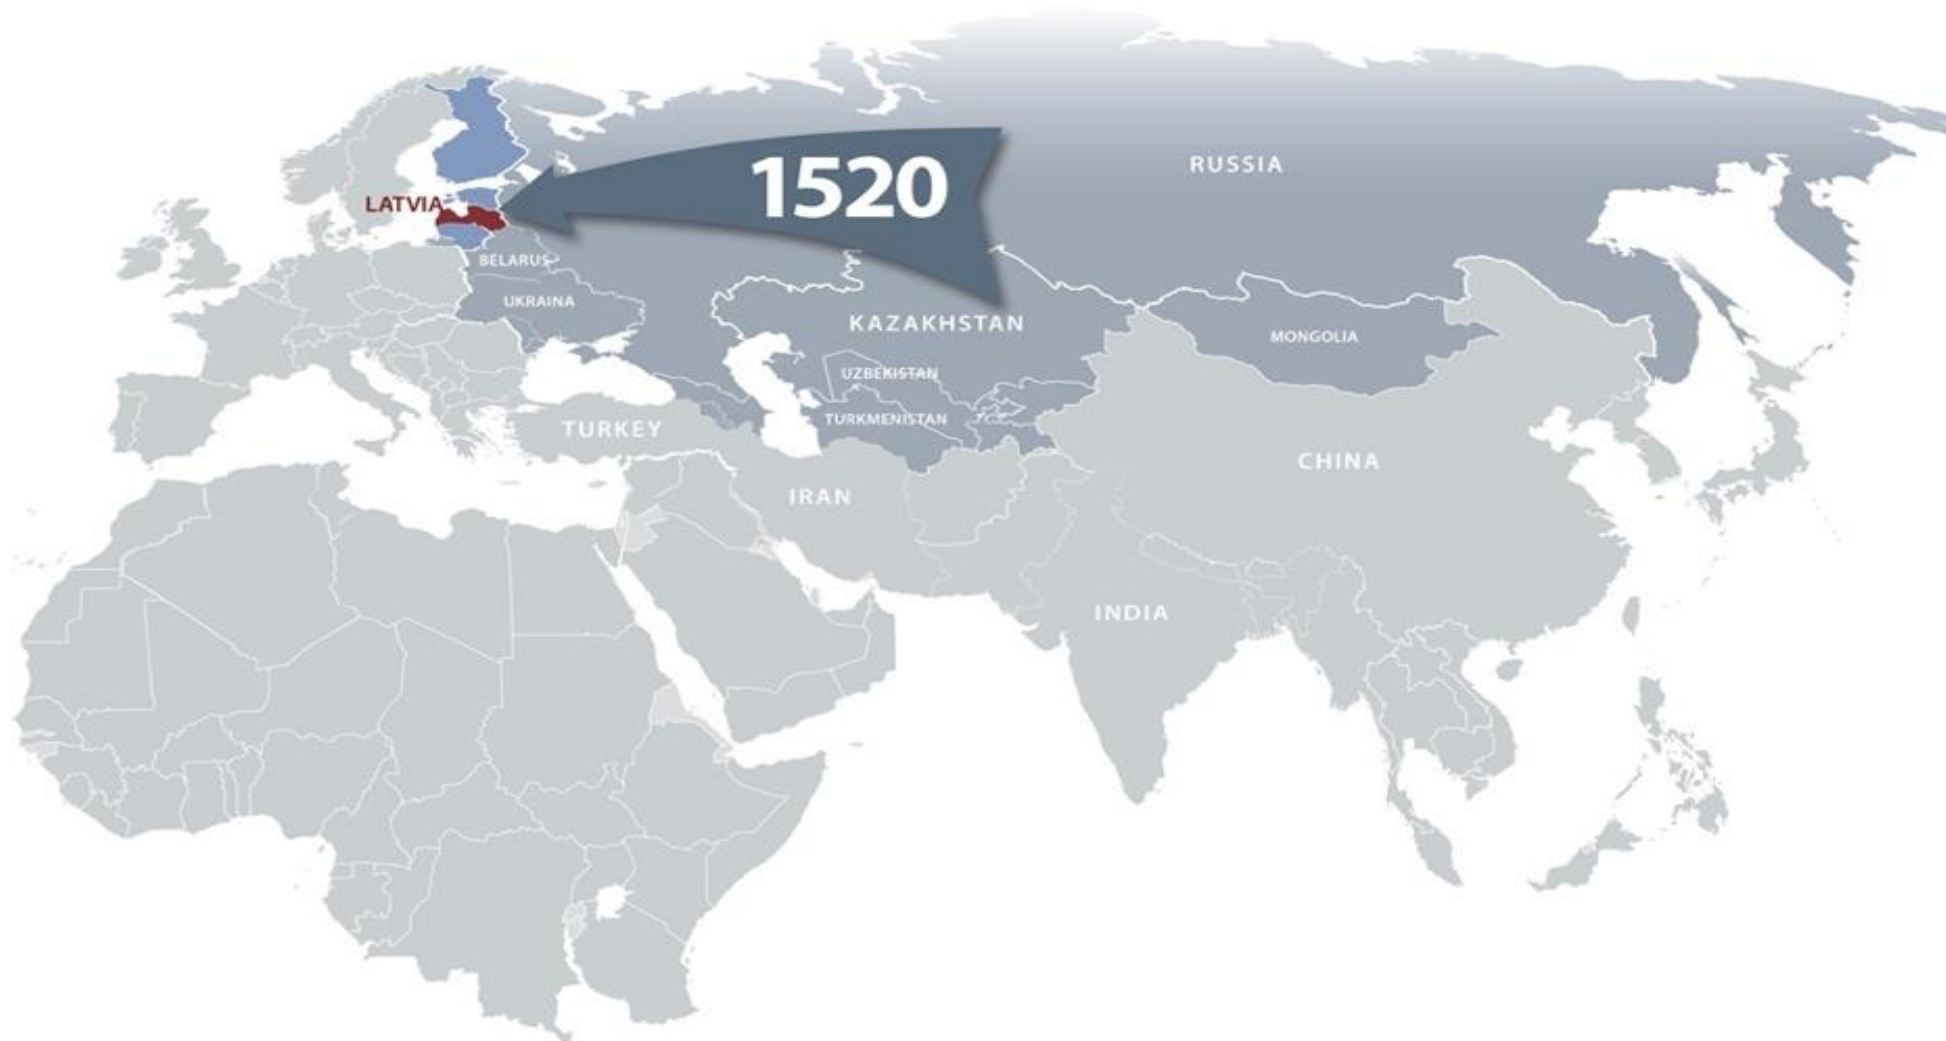 1520
RUSSIA
LATVIA
BELARUS
UKRAINA
KAZAKHSTAN
MONGOLIA
UZBEKISTAN
TURKMENISTAN
TURKEY
CHINA
IRAN
INDIA